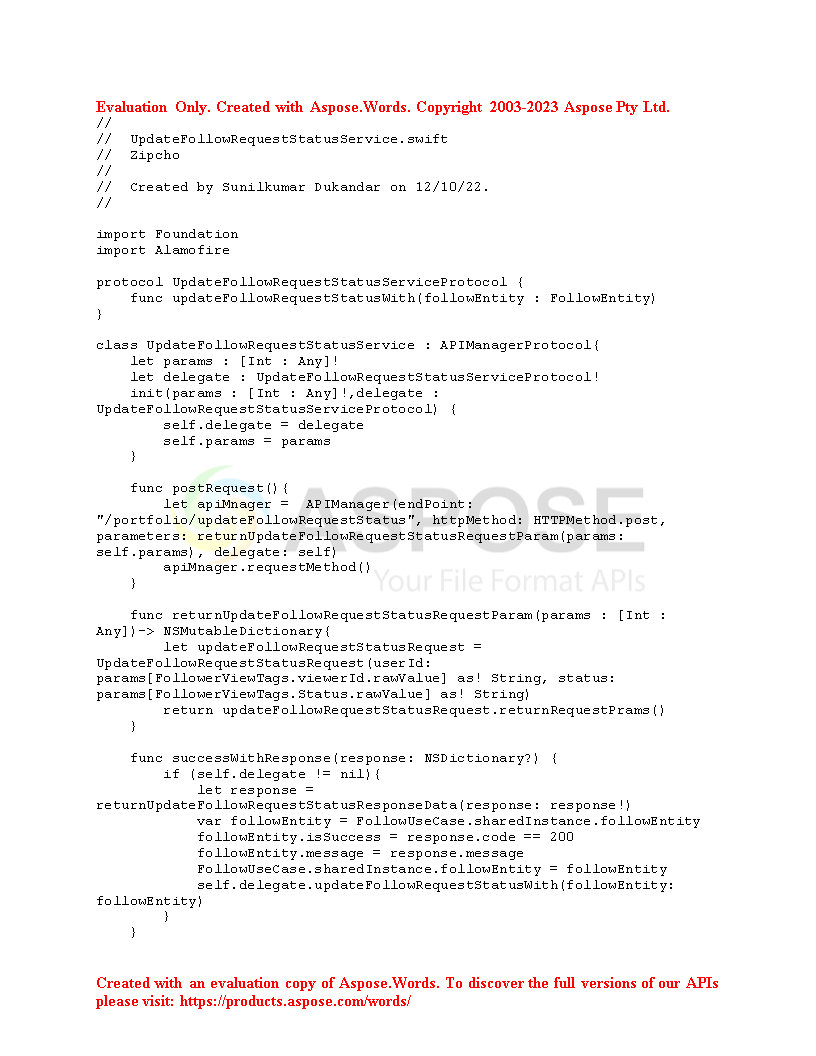 Evaluation Only. Created with Aspose.Words. Copyright 2003-2023 Aspose Pty Ltd.
//
//  UpdateFollowRequestStatusService.swift
//  Zipcho
//
//  Created by Sunilkumar Dukandar on 12/10/22.
//
import Foundation
import Alamofire
protocol UpdateFollowRequestStatusServiceProtocol {
    func updateFollowRequestStatusWith(followEntity : FollowEntity)
}
class UpdateFollowRequestStatusService : APIManagerProtocol{
    let params : [Int : Any]!
    let delegate : UpdateFollowRequestStatusServiceProtocol!
    init(params : [Int : Any]!,delegate :
UpdateFollowRequestStatusServiceProtocol) {
        self.delegate = delegate
        self.params = params
    }
    func postRequest(){
        let apiMnager =  APIManager(endPoint:
"/portfolio/updateFollowRequestStatus", httpMethod: HTTPMethod.post,
parameters: returnUpdateFollowRequestStatusRequestParam(params:
self.params), delegate: self)
        apiMnager.requestMethod()
    }
ASPOSE
Your File Format APIs
    func returnUpdateFollowRequestStatusRequestParam(params : [Int :
Any])-> NSMutableDictionary{
        let updateFollowRequestStatusRequest =
UpdateFollowRequestStatusRequest(userId:
params[FollowerViewTags.viewerId.rawValue] as! String, status:
params[FollowerViewTags.Status.rawValue] as! String)
        return updateFollowRequestStatusRequest.returnRequestPrams()
    }
    func successWithResponse(response: NSDictionary?) {
        if (self.delegate != nil){
            let response =
returnUpdateFollowRequestStatusResponseData(response: response!)
            var followEntity = FollowUseCase.sharedInstance.followEntity
            followEntity.isSuccess = response.code == 200
            followEntity.message = response.message
            FollowUseCase.sharedInstance.followEntity = followEntity
            self.delegate.updateFollowRequestStatusWith(followEntity:
followEntity)
        }
    }
Created with an evaluation copy of Aspose.Words. To discover the full versions of our APIs
please visit: https://products.aspose.com/words/